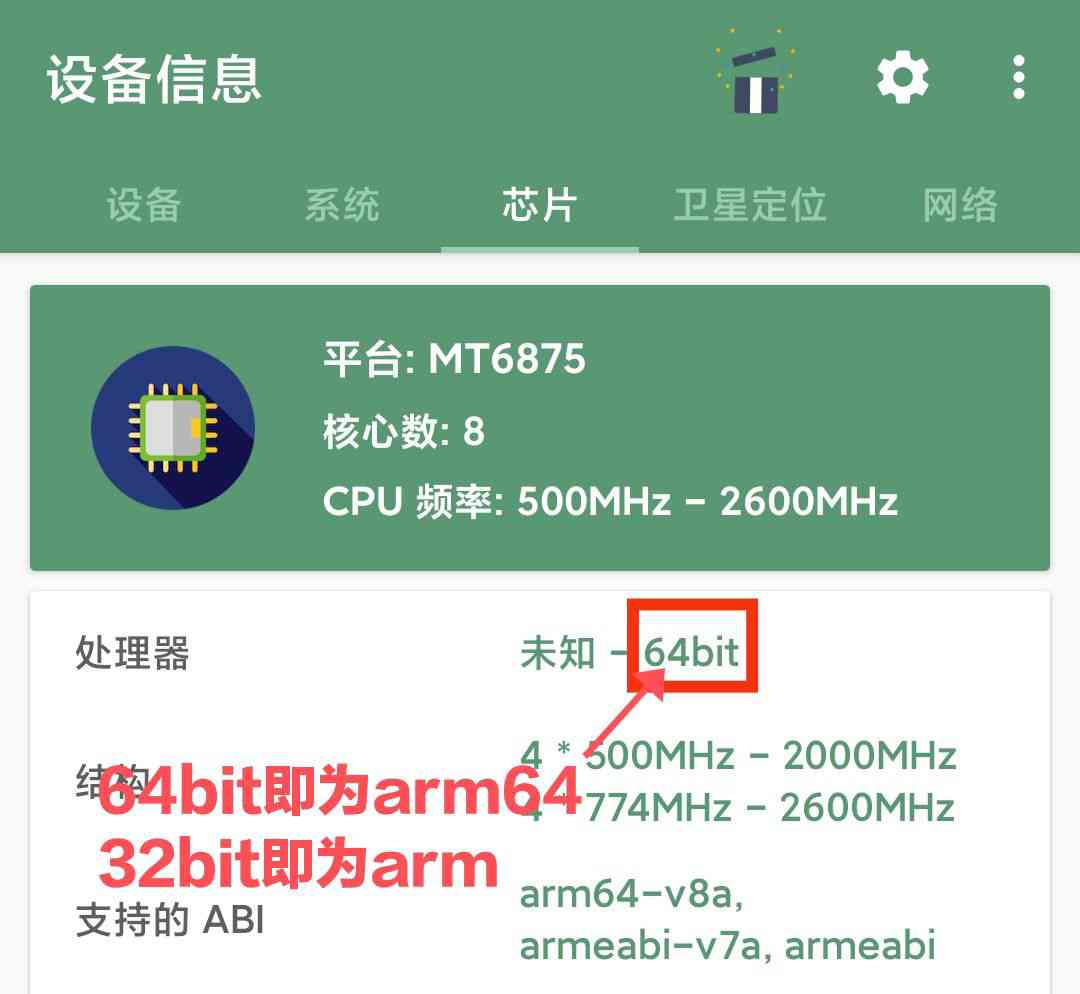 设备信息
设备
系统
芯片
卫星定位
网络
平台: MT6875
核心数: 8
CPU 频率: 500MHz - 2600MHz
处理器
未知 - 64bit
结构
4 * 500MHz - 2000MHz
4 * 774MHz - 2600MHz
64bit即为arm64
32bit即为arm
支持的 ABI
arm64-v8a,
armeabi-v7a, armeabi